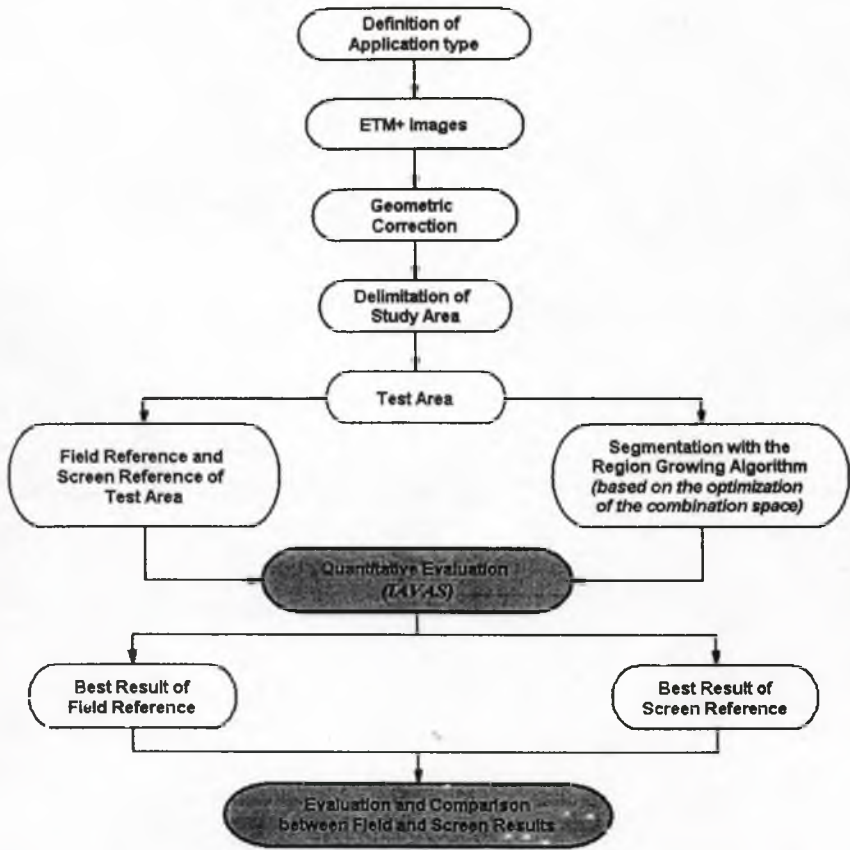 Definition of
Application type
ETM+ Images
Geometric
Correction
Delimitation of
Study Area
Test Area
Field Reference and
Screen Reference of
Test Area
Segmentation with the
Region Growing Algorithm
(based on the optimization
of the combination space)
Quantitative Evaluation
(IAVAS)
Best Result of
Field Reference
Best Result of
Screen Reference
Evaluation and Comparison
between Field and Screen Results